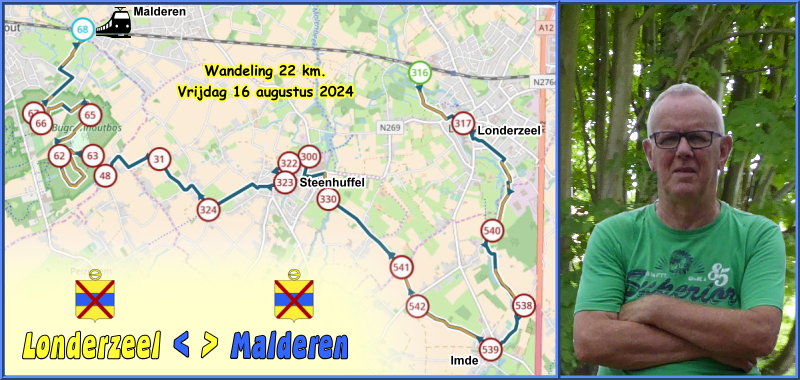 Malderen
68
A12
Wandeling 22 km.
316
N276
Vrijdag 16 augustus 2024
65
66
N269
317
Londerzeel
62
63
31
322
300
48
323
Steenhuffel
324
330
540
541
542
538
539
Imde
Londerzeel < > Malderen
85
Superior